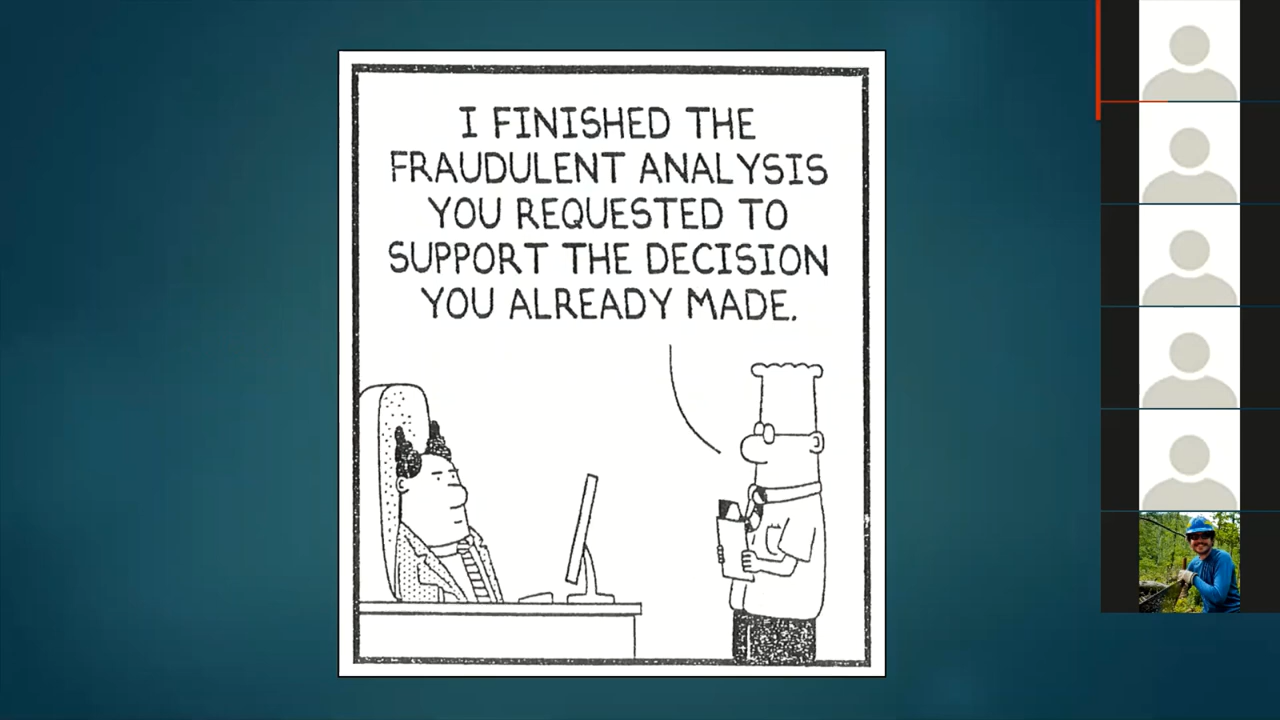 I FINISHED THE
FRAUDULENT ANALYSIS
YOU REQUESTED TO
SUPPORT THE DECISION
YOU ALREADY MADE.